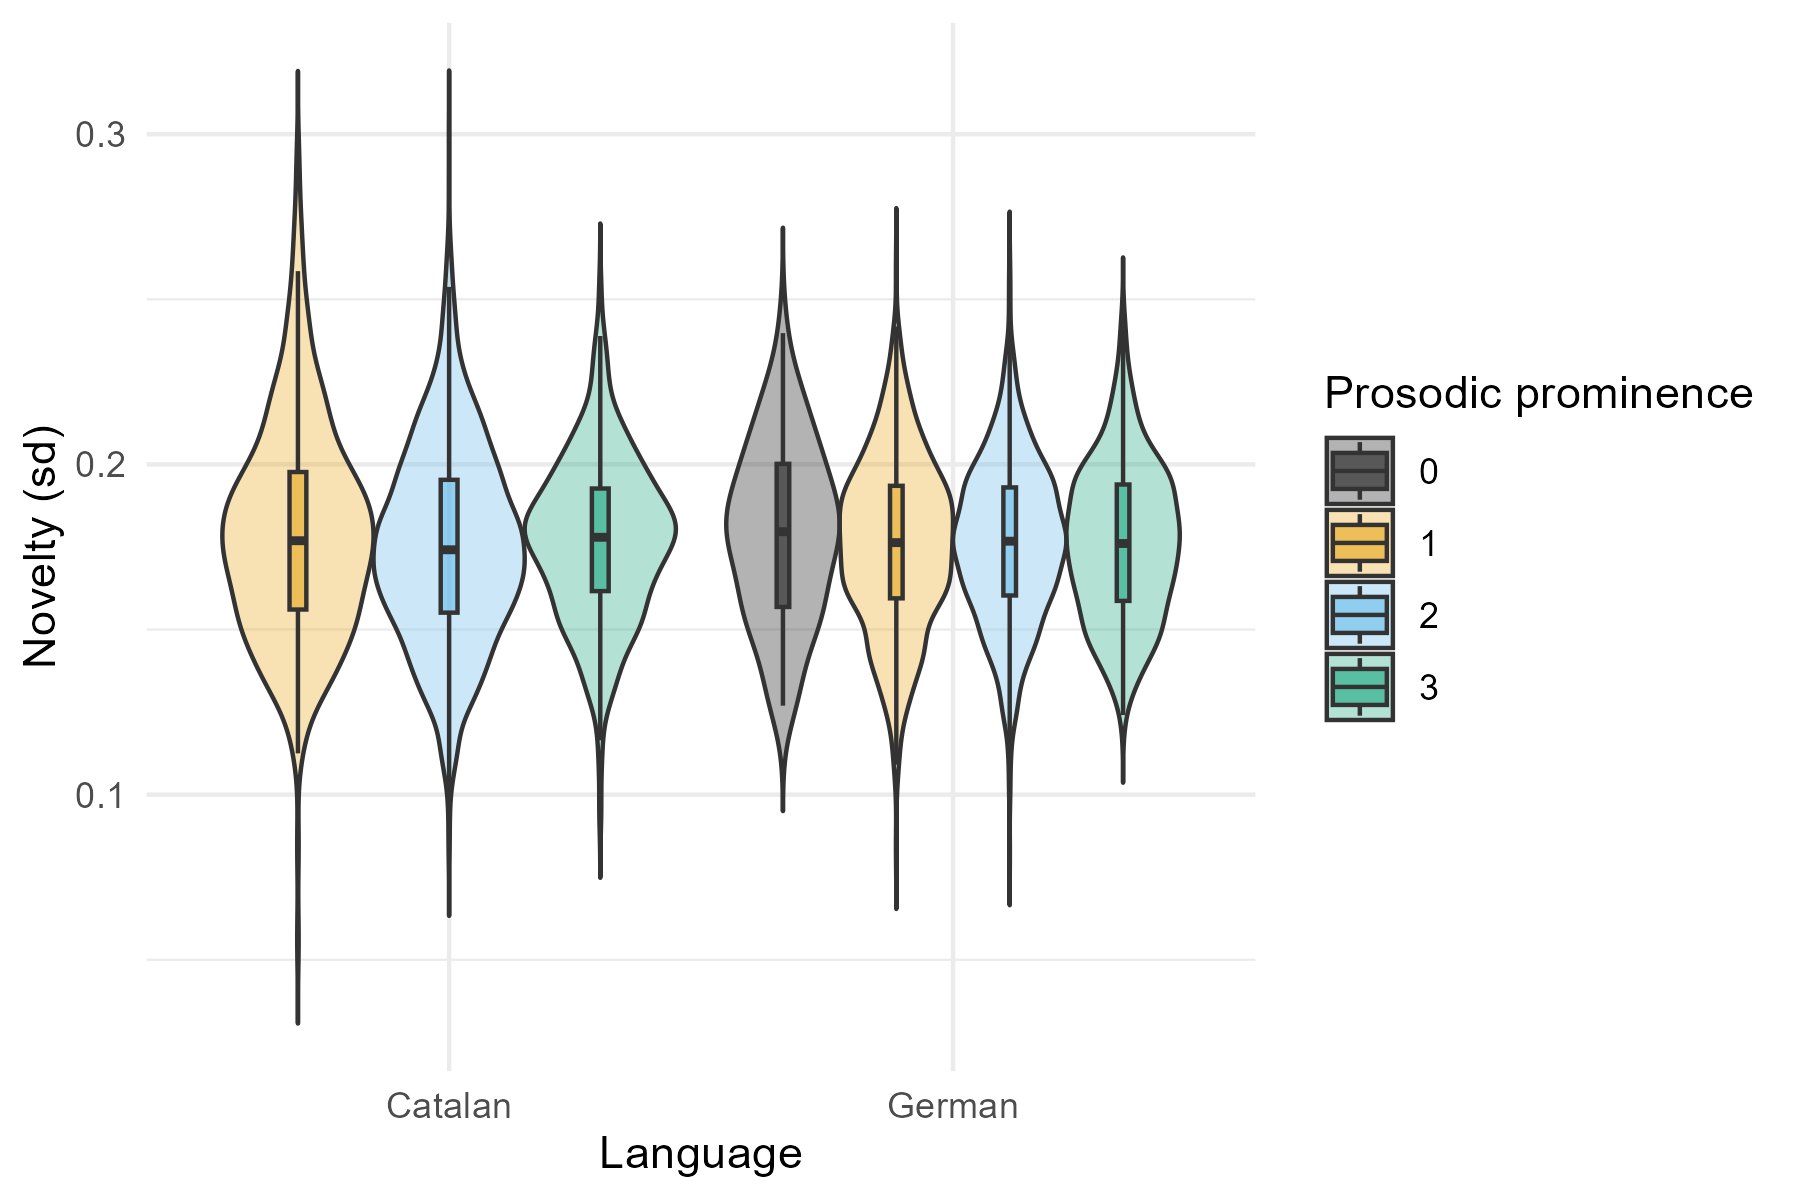 Novelty (sd)
0.3
0.2
0.1
Catalan
German
Language
Prosodic prominence
0
1
2
3